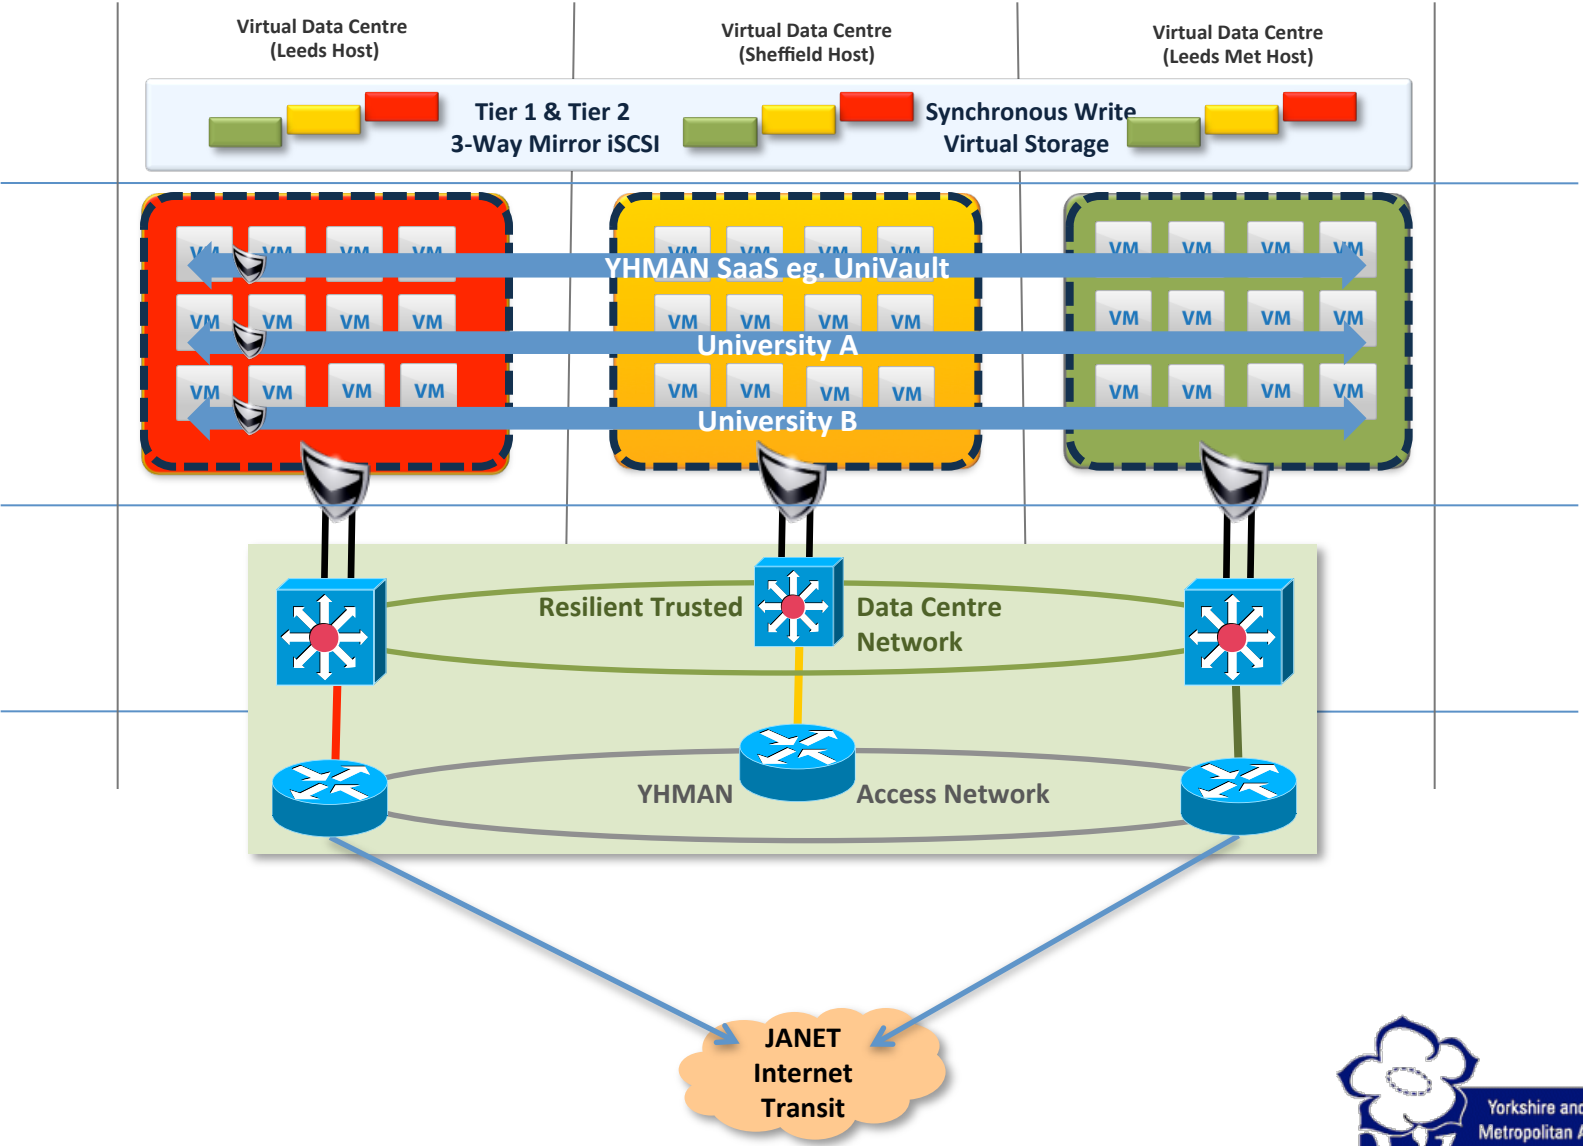 Virtual Data Centre
(Leeds Host)
Virtual Data Centre
(Sheffield Host)
Virtual Data Centre
(Leeds Met Host)
Tier 1 & Tier 2
3-Way Mirror iSCSI
Synchronous Write
Virtual Storage
VM VM VM VM VM VM VM VM VM VM VM VM
YHMAN SaaS eg. UniVault
VM VM VM VM VM VM VM VM VM VM VM VM
University A
VM VM VM VM VM VM VM VM VM VM VM VM
University B
Resilient Trusted
Data Centre
Network
YHMAN
Access Network
JANET
Internet
Transit
Yorkshire and
Metropolitan A